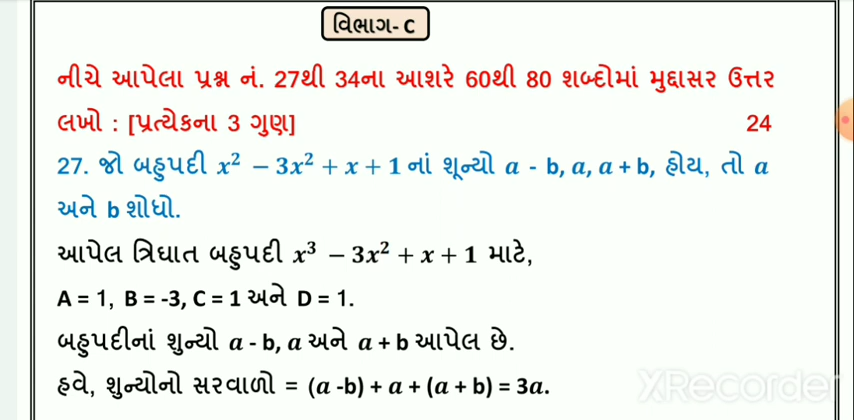 વિભાગ- C
નીચે આપેલા પ્રશ્ન નં. 27થી 34ના આશરે 60થી 80 શબ્દોમાં મુદ્દાસર ઉત્તર
લખો : [પ્રત્યેકના 3 ગુણ] 24
27. જો બહુપદી x² − 3x² + x + 1 નાં શૂન્યો a - b, a, a + b, હોય, તો a
અને b શોધો.
આપેલ ત્રિઘાત બહુપદી x³ − 3x² + x + 1 માટે,
A = 1, B = -3, C = 1 અને D = 1.
બહુપદીનાં શુન્યો a - b, a અને a + b આપેલ છે.
હવે, શુન્યોનો સરવાળો = (a -b) + a + (a + b) = 3a.
XRecorder